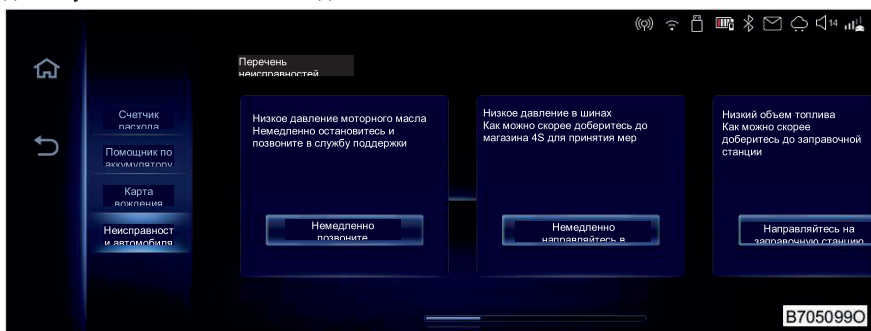 14
Перечень
неисправностей
Счетчик
расхода
Помощник по
аккумулятору
Карта
вождения
Неисправност
и автомобиля
Низкое давление моторного масла
Немедленно остановитесь и
позвоните в службу поддержки
Немедленно
позвоните
Низкое давление в шинах
Как можно скорее доберитесь до
магазина 4S для принятия мер
Немедленно
направляйтесь в
Низкий объем топлива
Как можно скорее
доберитесь до заправочной
станции
Направляйтесь на
заправочную станцию
B705099O